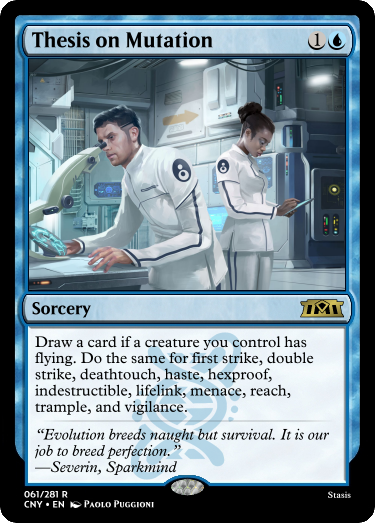 Thesis on Mutation 1
Sorcery
Draw a card if a creature you control has
flying. Do the same for first strike, double
strike, deathtouch, haste, hexproof,
indestructible, lifelink, menace, reach,
trample, and vigilance.
“Evolution breeds naught but survival. It is our
job to breed perfection.”
—Severin, Sparkmind
061/281 R
Stasis
CNY • EN Paolo Puggioni